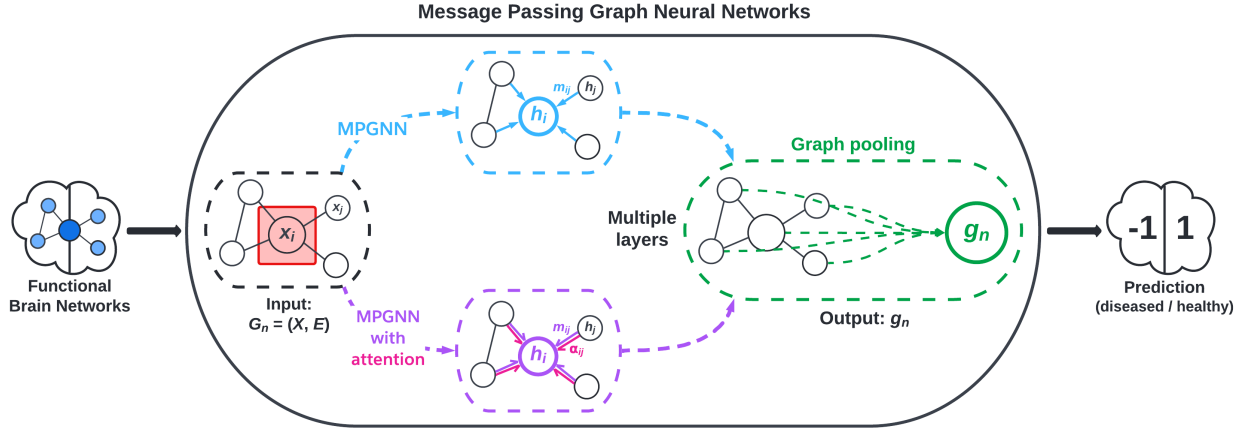 Message Passing Graph Neural Networks
MPGNN
m_ij
h_j
h_i
Graph pooling
x_j
x_i
Multiple
layers
g_n
-1 1
Functional
Brain Networks
Input:
G_n = (X, E)
MPGNN
with
attention
m_ij
h_j
α_ij
h_i
Output: g_n
Prediction
(diseased / healthy)